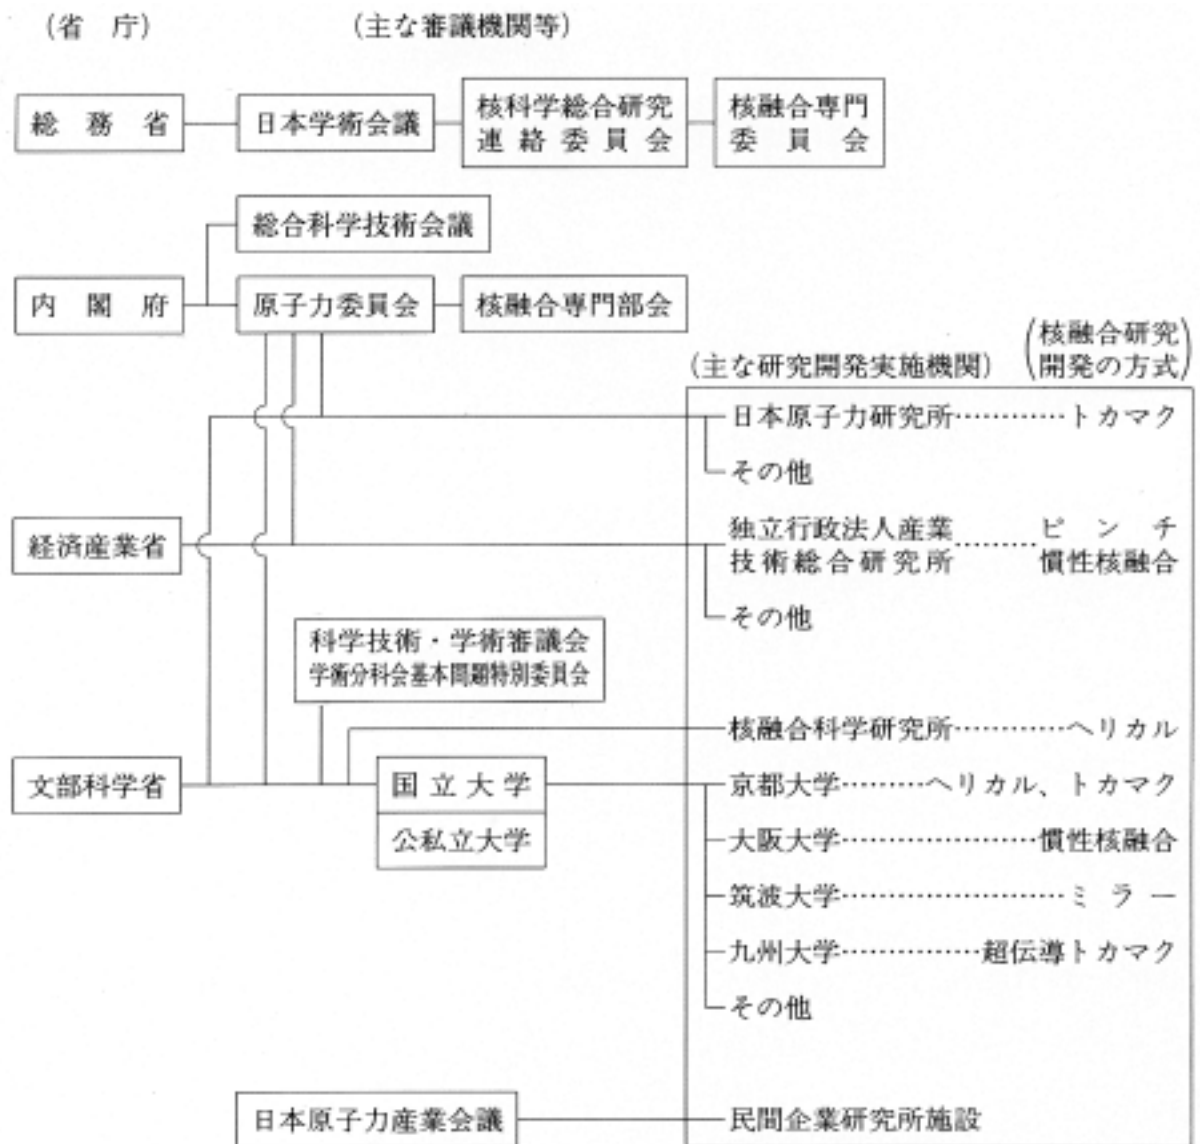 (省 庁) (主な審議機関等)
総務省 日本学術会議 核科学総合研究 核融合専門
連絡委員会 委員会
総合科学技術会議
内閣府 原子力委員会 核融合専門部会
(主な研究開発実施機関) (核融合研究
開発の方式)
日本原子力研究所…………トカマク
その他
経済産業省 独立行政法人産業 ピンチ
技術総合研究所………慣性核融合
その他
科学技術・学術審議会
学術分科会基本問題特別委員会
核融合科学研究所…………ヘリカル
文部科学省 国立大学 京都大学………ヘリカル、トカマク
公私立大学 大阪大学…………………慣性核融合
筑波大学……………………ミラー
九州大学……………超伝導トカマク
その他
日本原子力産業会議 民間企業研究所施設